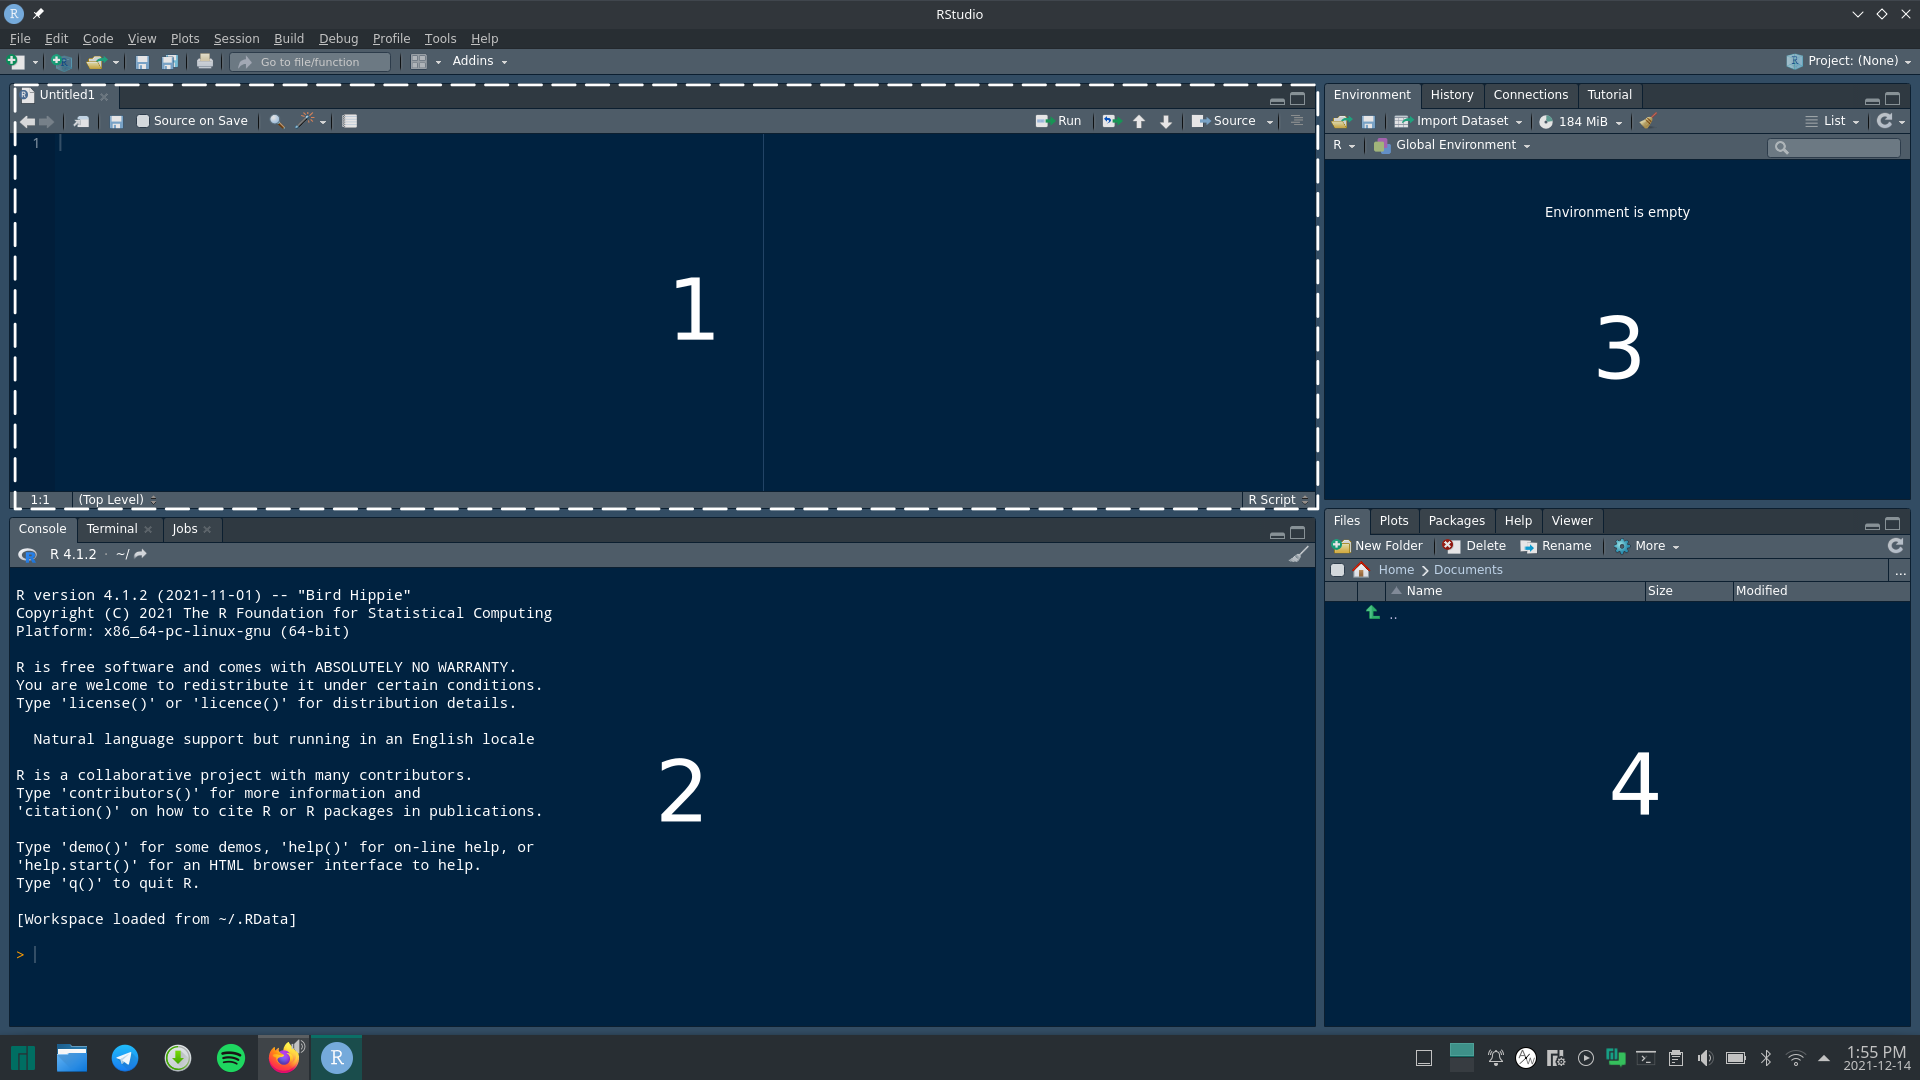 RStudio
File Edit Code View Plots Session Build Debug Profile Tools Help
Go to file/function Addins Project: (None)
Untitled1
Source on Save Run Source
1
1
1:1 (Top Level) R Script
Console Terminal Jobs
R 4.1.2 · ~/
R version 4.1.2 (2021-11-01) -- "Bird Hippie"
Copyright (C) 2021 The R Foundation for Statistical Computing
Platform: x86_64-pc-linux-gnu (64-bit)
R is free software and comes with ABSOLUTELY NO WARRANTY.
You are welcome to redistribute it under certain conditions.
Type 'license()' or 'licence()' for distribution details.
Natural language support but running in an English locale
R is a collaborative project with many contributors.
Type 'contributors()' for more information and
'citation()' on how to cite R or R packages in publications.
Type 'demo()' for some demos, 'help()' for on-line help, or
'help.start()' for an HTML browser interface to help.
Type 'q()' to quit R.
[Workspace loaded from ~/.RData]
>
2
Environment History Connections Tutorial
Import Dataset 184 MiB List
R Global Environment
Environment is empty
3
Files Plots Packages Help Viewer
New Folder Delete Rename More
Home Documents ...
Name Size Modified
..
4
R
1:55 PM
2021-12-14